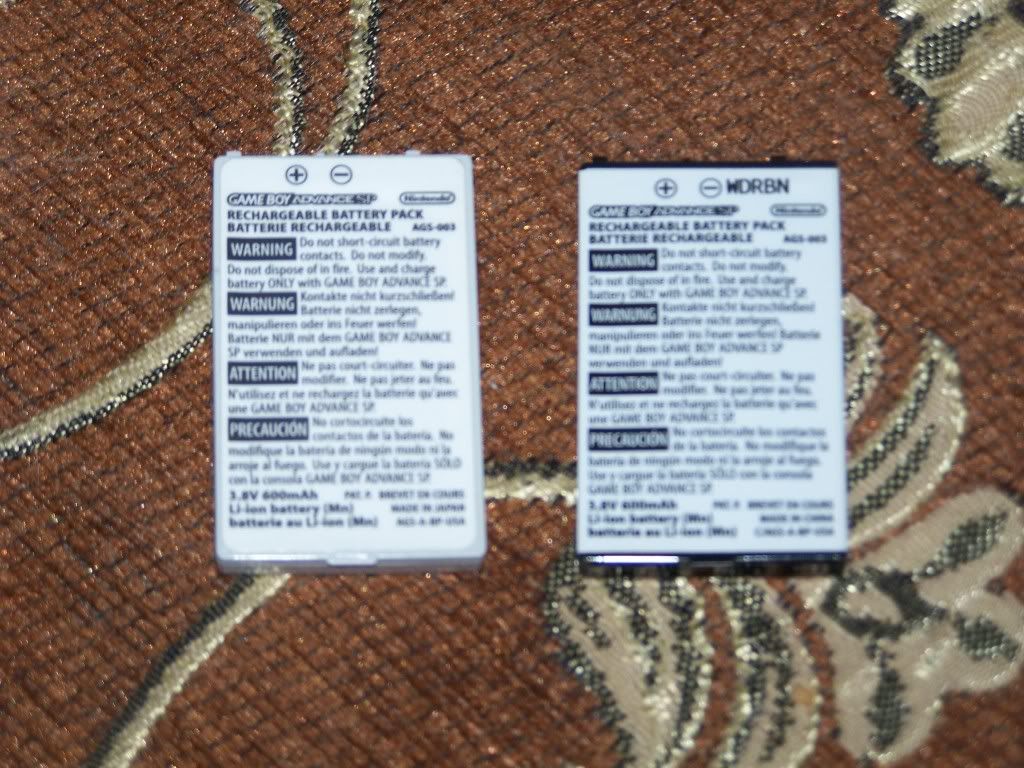 + −
GAME BOY ADVANCE SP Nintendo
RECHARGEABLE BATTERY PACK
BATTERIE RECHARGEABLE AGS-003
WARNING Do not short-circuit battery
contacts. Do not modify.
Do not dispose of in fire. Use and charge
battery ONLY with GAME BOY ADVANCE SP.
WARNUNG Kontakte nicht kurzschließen!
Batterie nicht zerlegen,
manipulieren oder ins Feuer werfen!
Batterie NUR mit dem GAME BOY ADVANCE
SP verwenden und aufladen!
ATTENTION Ne pas court-circuiter. Ne pas
modifier. Ne pas jeter au feu.
N'utilisez et ne rechargez la batterie qu'avec
une GAME BOY ADVANCE SP.
PRECAUCIÓN No cortocircuite los
contactos de la batería. No
modifique la batería de ningún modo ni la
arroje al fuego. Use y cargue la batería SÓLO
con la consola GAME BOY ADVANCE SP.
3.8V 600mAh PAT. P. BREVET EN COURS
Li-ion battery (Mn) MADE IN JAPAN
batterie au Li-ion (Mn) AGS-A-BP-USA
+ − WDRBN
GAME BOY ADVANCE SP Nintendo
RECHARGEABLE BATTERY PACK
BATTERIE RECHARGEABLE AGS-003
WARNING Do not short-circuit battery
contacts. Do not modify.
Do not dispose of in fire. Use and charge
battery ONLY with GAME BOY ADVANCE SP.
WARNUNG Kontakte nicht kurzschließen!
Batterie nicht zerlegen,
manipulieren oder ins Feuer werfen! Batterie
NUR mit dem GAME BOY ADVANCE SP
verwenden und aufladen!
ATTENTION Ne pas court-circuiter. Ne pas
modifier. Ne pas jeter au feu.
N'utilisez et ne rechargez la batterie qu'avec
une GAME BOY ADVANCE SP.
PRECAUCIÓN No cortocircuite los contactos
de la batería. No modifique la
batería de ningún modo ni la arroje al fuego.
Use y cargue la batería SÓLO con la consola
GAME BOY ADVANCE SP.
3.8V 600mAh PAT. P. BREVET EN COURS
Li-ion battery (Mn) MADE IN CHINA
batterie au Li-ion (Mn)